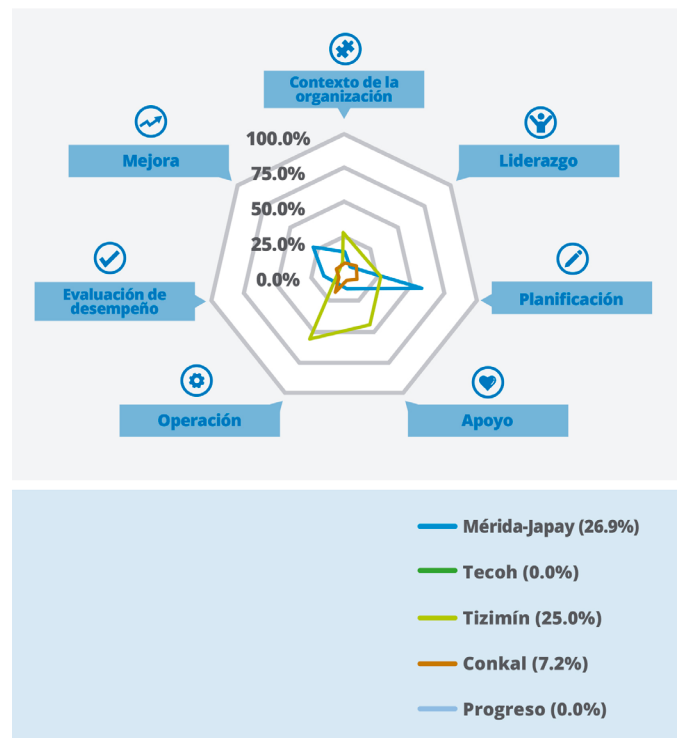 Contexto de la
organización
Mejora
Liderazgo
100.0%
75.0%
50.0%
25.0%
0.0%
Evaluación de
desempeño
Planificación
Operación
Apoyo
Mérida-Japay (26.9%)
Tecoh (0.0%)
Tizimín (25.0%)
Conkal (7.2%)
Progreso (0.0%)